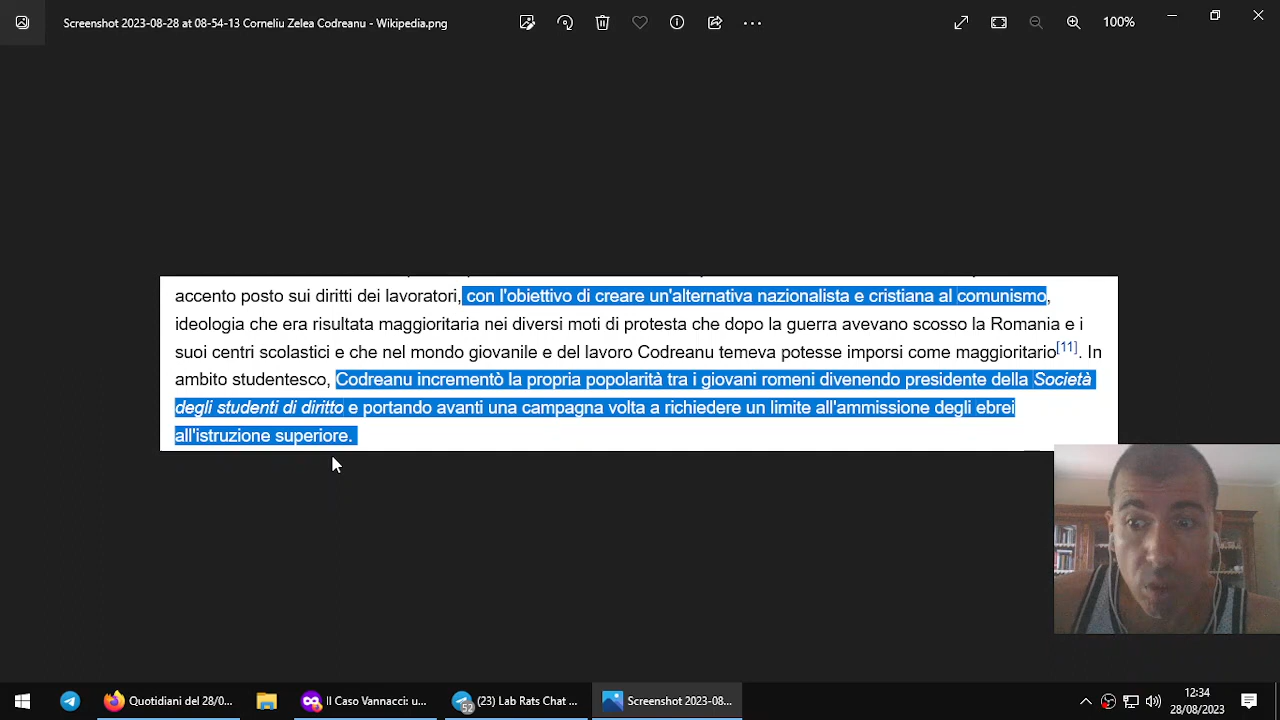 Screenshot 2023-08-28 at 08-54-13 Corneliu Zelea Codreanu - Wikipedia.png
100%
accento posto sui diritti dei lavoratori, con l'obiettivo di creare un'alternativa nazionalista e cristiana al comunismo,
ideologia che era risultata maggioritaria nei diversi moti di protesta che dopo la guerra avevano scosso la Romania e i
suoi centri scolastici e che nel mondo giovanile e del lavoro Codreanu temeva potesse imporsi come maggioritario[11]. In
ambito studentesco, Codreanu incrementò la propria popolarità tra i giovani romeni divenendo presidente della Società
degli studenti di diritto e portando avanti una campagna volta a richiedere un limite all'ammissione degli ebrei
all'istruzione superiore.
Quotidiani del 28/0...
Il Caso Vannacci: u...
52
(23) Lab Rats Chat ...
Screenshot 2023-08...
12:34
28/08/2023